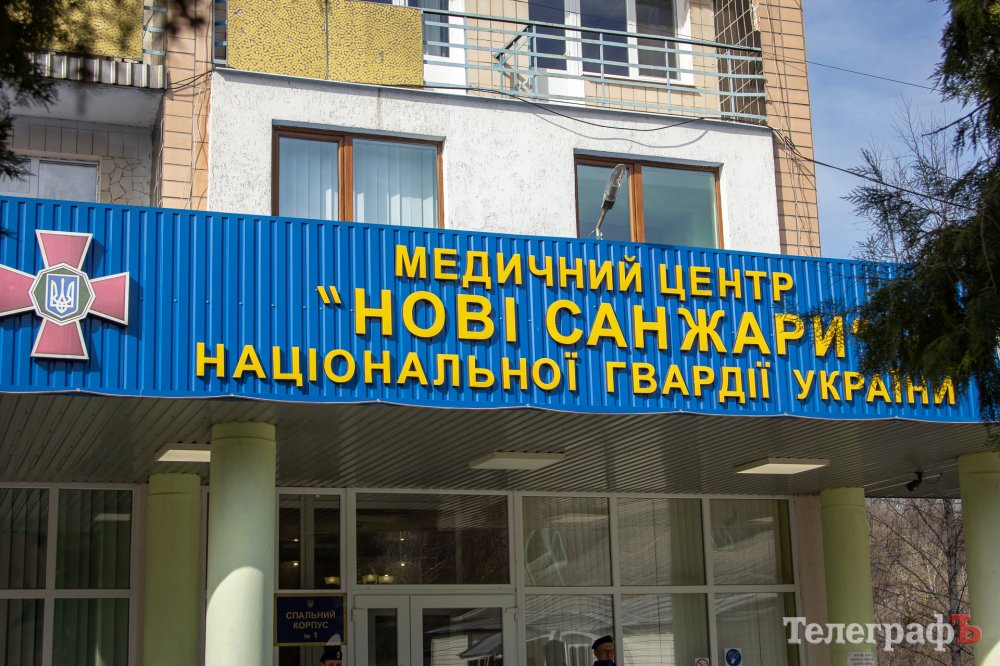 МЕДИЧНИЙ ЦЕНТР
"НОВІ САНЖАРИ"
НАЦІОНАЛЬНОЇ ГВАРДІЇ УКРАЇНИ
СПАЛЬНИЙ
КОРПУС
№ 1
ТелеграфЪ